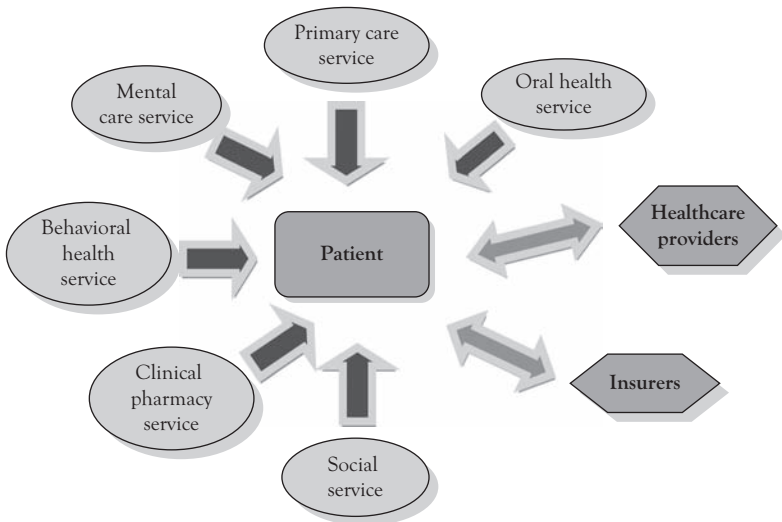 Primary care
service
Mental
care service
Oral health
service
Behavioral
health
service
Patient
Healthcare
providers
Clinical
pharmacy
service
Insurers
Social
service